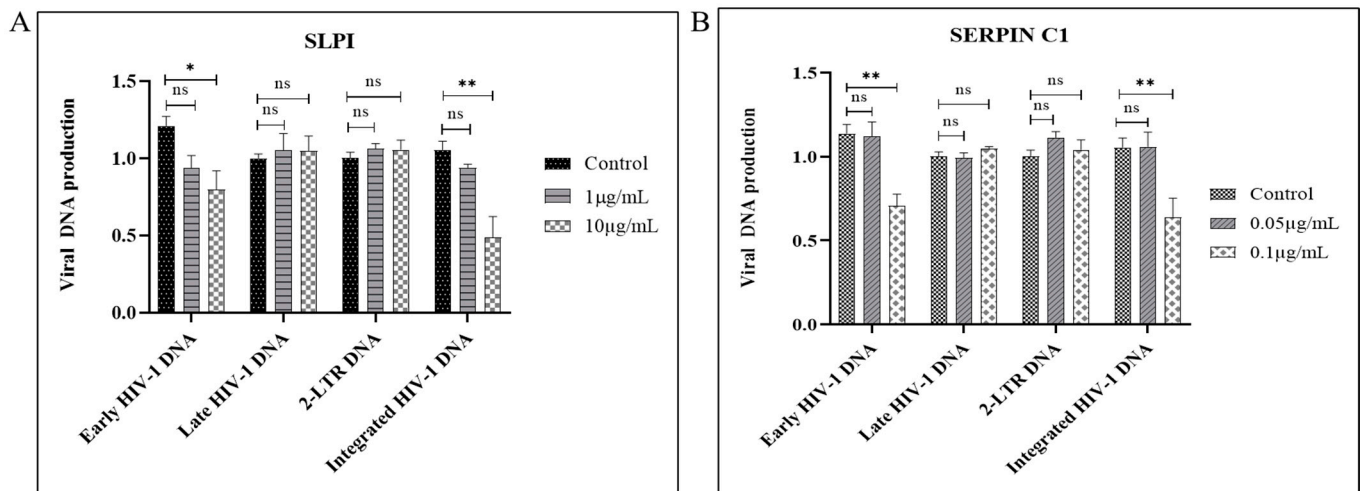 A
SLPI
Viral DNA production
1.5
1.0
0.5
0.0
*
ns
ns
ns
ns
ns
**
ns
Early HIV-1 DNA
Late HIV-1 DNA
2-LTR DNA
Integrated HIV-1 DNA
Control
1µg/mL
10µg/mL
B
SERPIN C1
Viral DNA production
1.5
1.0
0.5
0.0
**
ns
ns
ns
ns
ns
**
ns
Early HIV-1 DNA
Late HIV-1 DNA
2-LTR DNA
Integrated HIV-1 DNA
Control
0.05µg/mL
0.1µg/mL